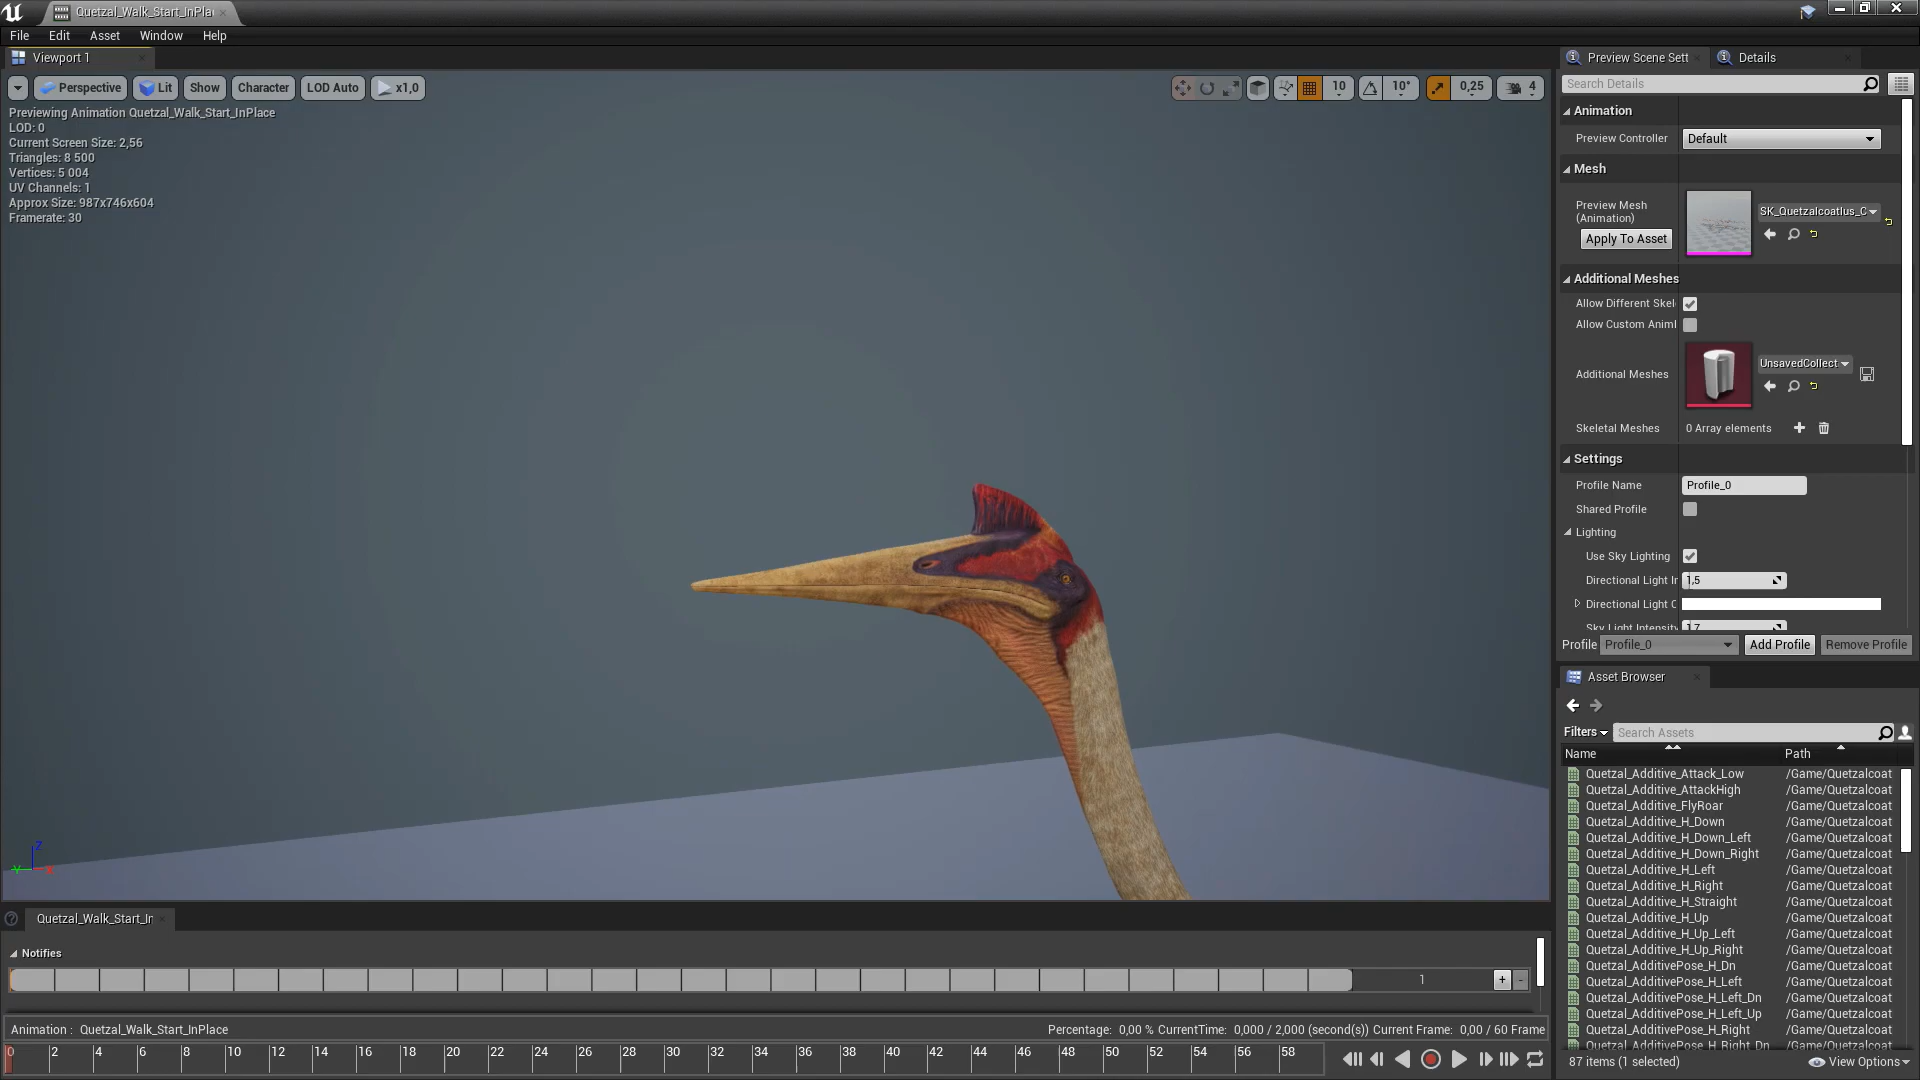 Quetzal_Walk_Start_InPla
File Edit Asset Window Help
Viewport 1
Perspective Lit Show Character LOD Auto x1,0
10 10° 0,25 4
Previewing Animation Quetzal_Walk_Start_InPlace
LOD: 0
Current Screen Size: 2,56
Triangles: 8 500
Vertices: 5 004
UV Channels: 1
Approx Size: 987x746x604
Framerate: 30
Z
Y X
Preview Scene Sett Details
Search Details
Animation
Preview Controller Default
Mesh
Preview Mesh
(Animation)
SK_Quetzalcoatlus_C
Apply To Asset
Additional Meshes
Allow Different Skel
Allow Custom AnimI
Additional Meshes UnsavedCollect
Skeletal Meshes 0 Array elements
Settings
Profile Name Profile_0
Shared Profile
Lighting
Use Sky Lighting
Directional Light In 1,5
Directional Light C
Sky Light Intensity 1,7
Profile Profile_0 Add Profile Remove Profile
Asset Browser
Filters Search Assets
Name Path
Quetzal_Additive_Attack_Low /Game/Quetzalcoat
Quetzal_Additive_AttackHigh /Game/Quetzalcoat
Quetzal_Additive_FlyRoar /Game/Quetzalcoat
Quetzal_Additive_H_Down /Game/Quetzalcoat
Quetzal_Additive_H_Down_Left /Game/Quetzalcoat
Quetzal_Additive_H_Down_Right /Game/Quetzalcoat
Quetzal_Additive_H_Left /Game/Quetzalcoat
Quetzal_Additive_H_Right /Game/Quetzalcoat
Quetzal_Additive_H_Straight /Game/Quetzalcoat
Quetzal_Additive_H_Up /Game/Quetzalcoat
Quetzal_Additive_H_Up_Left /Game/Quetzalcoat
Quetzal_Additive_H_Up_Right /Game/Quetzalcoat
Quetzal_AdditivePose_H_Dn /Game/Quetzalcoat
Quetzal_AdditivePose_H_Left /Game/Quetzalcoat
Quetzal_AdditivePose_H_Left_Dn /Game/Quetzalcoat
Quetzal_AdditivePose_H_Left_Up /Game/Quetzalcoat
Quetzal_AdditivePose_H_Right /Game/Quetzalcoat
Quetzal_AdditivePose_H_Right_Dn /Game/Quetzalcoat
87 items (1 selected) View Options
Quetzal_Walk_Start_In
Notifies
1 + -
Animation : Quetzal_Walk_Start_InPlace Percentage: 0,00 % CurrentTime: 0,000 / 2,000 (second(s)) Current Frame: 0,00 / 60 Frame
0 2 4 6 8 10 12 14 16 18 20 22 24 26 28 30 32 34 36 38 40 42 44 46 48 50 52 54 56 58